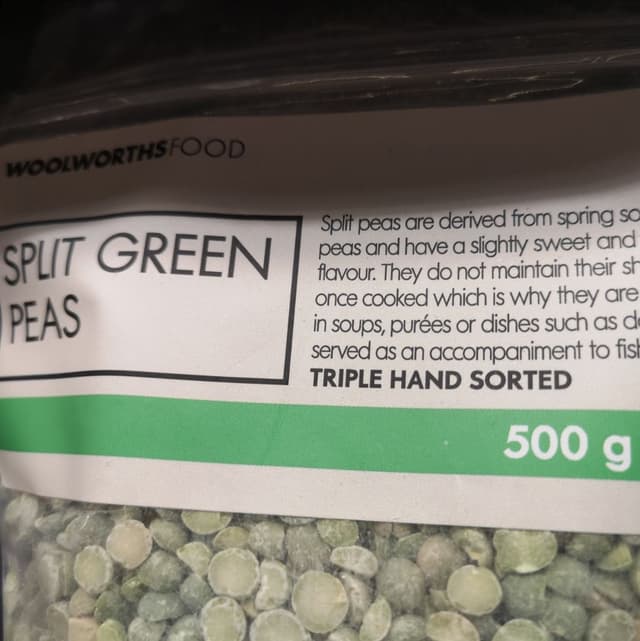 WOOLWORTHSFOOD
SPLIT GREEN
PEAS
Split peas are derived from spring
peas and have a slightly sweet and
flavour. They do not maintain their
once cooked which is why they are
in soups, purées or dishes such as
served as an accompaniment to
TRIPLE HAND SORTED
500 g